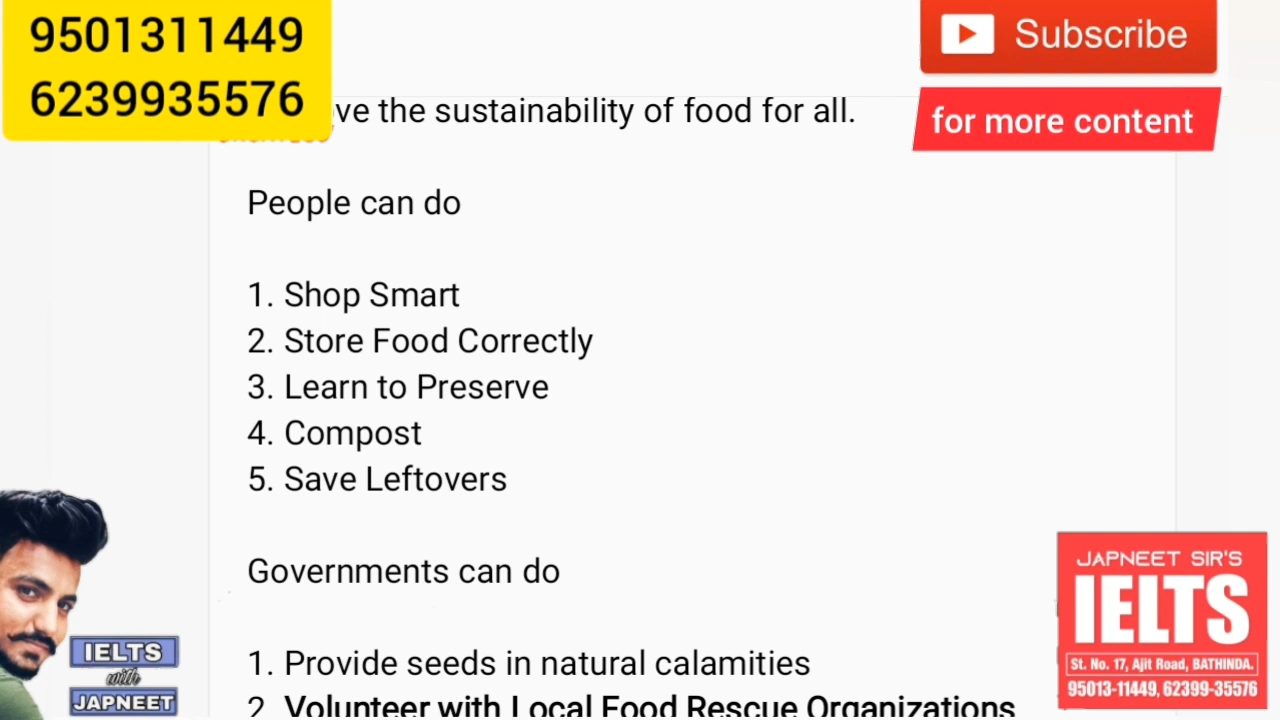 9501311449
6239935576
Subscribe
for more content
ve the sustainability of food for all.
People can do
1. Shop Smart
2. Store Food Correctly
3. Learn to Preserve
4. Compost
5. Save Leftovers
Governments can do
1. Provide seeds in natural calamities
2. Volunteer with Local Food Rescue Organizations
IELTS
with
JAPNEET
JAPNEET SIR'S
IELTS
St. No. 17, Ajit Road, BATHINDA.
95013-11449, 62399-35576